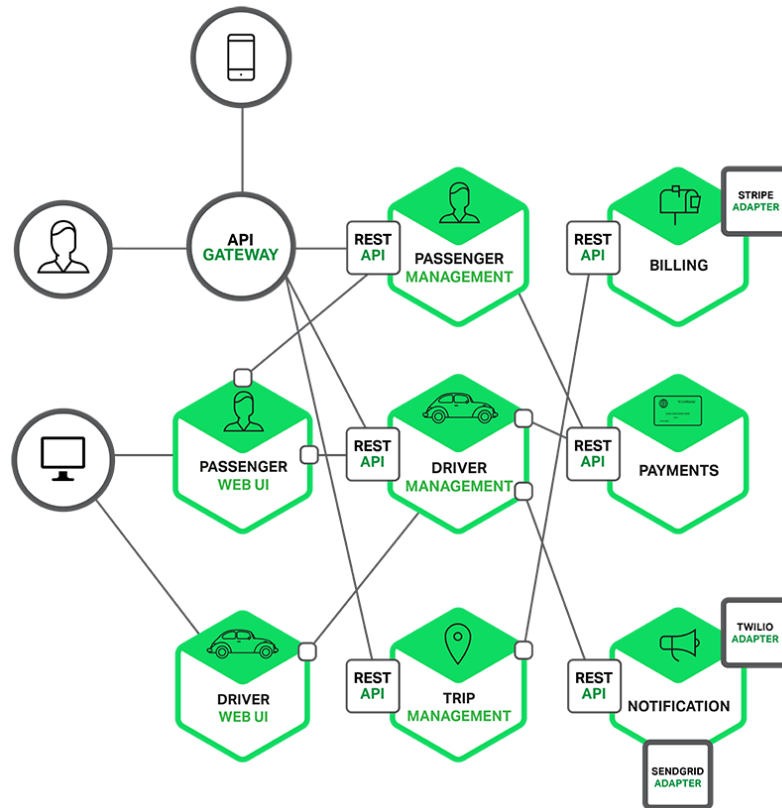 API
GATEWAY
REST
API
PASSENGER
MANAGEMENT
REST
API
BILLING
STRIPE
ADAPTER
PASSENGER
WEB UI
REST
API
DRIVER
MANAGEMENT
REST
API
PAYMENTS
DRIVER
WEB UI
REST
API
TRIP
MANAGEMENT
REST
API
NOTIFICATION
TWILIO
ADAPTER
SENDGRID
ADAPTER